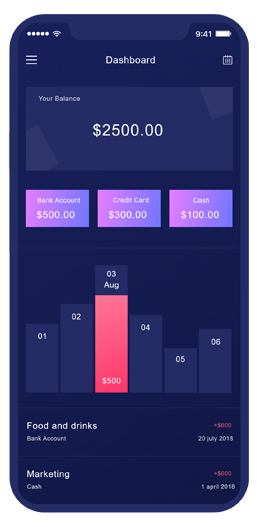 9:41
Dashboard
Your Balance
$2500.00
Bank Account
$500.00
Credit Card
$300.00
Cash
$100.00
01
02
03
Aug
$500
04
05
06
Food and drinks
+$600
Bank Account
20 july 2018
Marketing
+$600
Cash
1 april 2018